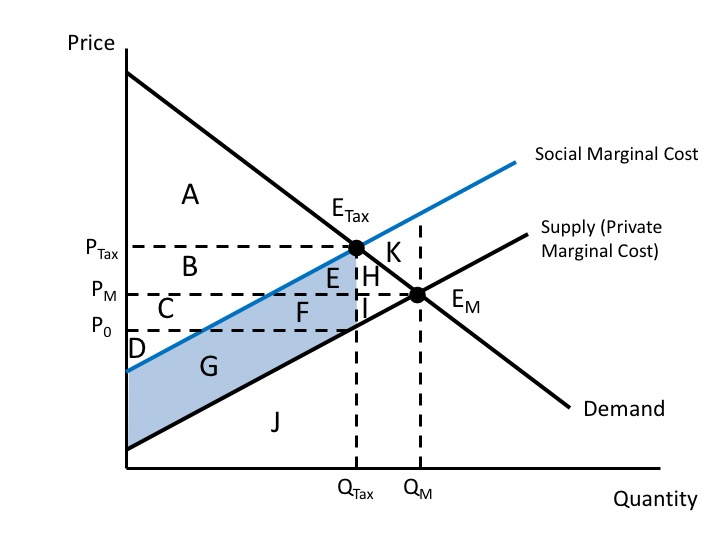 Price
Social Marginal Cost
A
E_Tax
Supply (Private
Marginal Cost)
P_Tax
K
B
E
H
P_M
C
F
I
E_M
P_0
D
G
Demand
J
Q_Tax
Q_M
Quantity